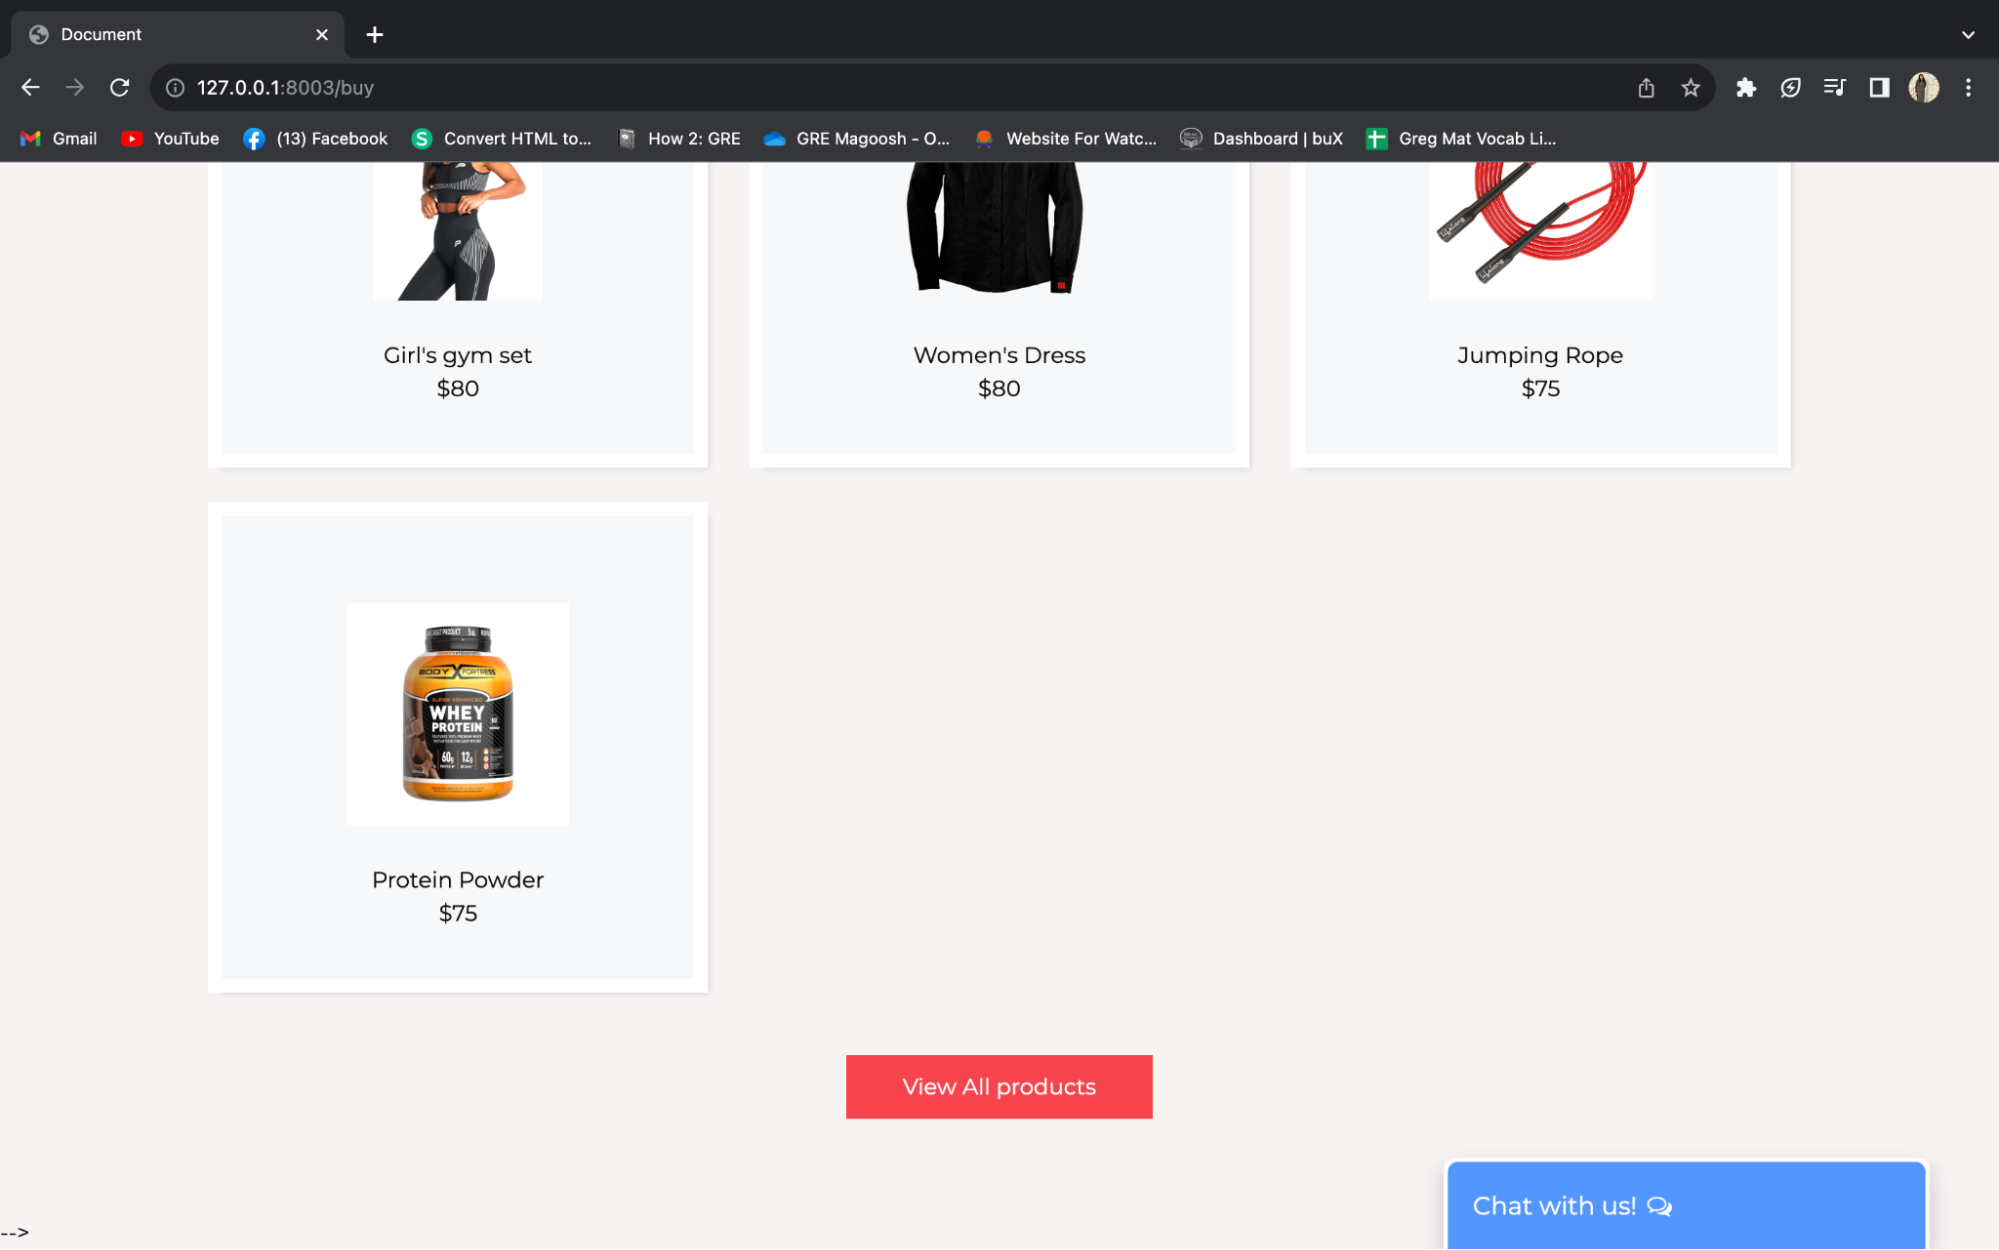 Document
127.0.0.1:8003/buy
Gmail
YouTube
(13) Facebook
Convert HTML to...
How 2: GRE
GRE Magoosh - O...
Website For Watc...
Dashboard | buX
Greg Mat Vocab Li...
Girl's gym set
$80
Women's Dress
$80
Jumping Rope
$75
BODY X FORTRESS
SUPER ADVANCED
WHEY
PROTEIN
60g 12g
Protein Powder
$75
View All products
Chat with us!
-->